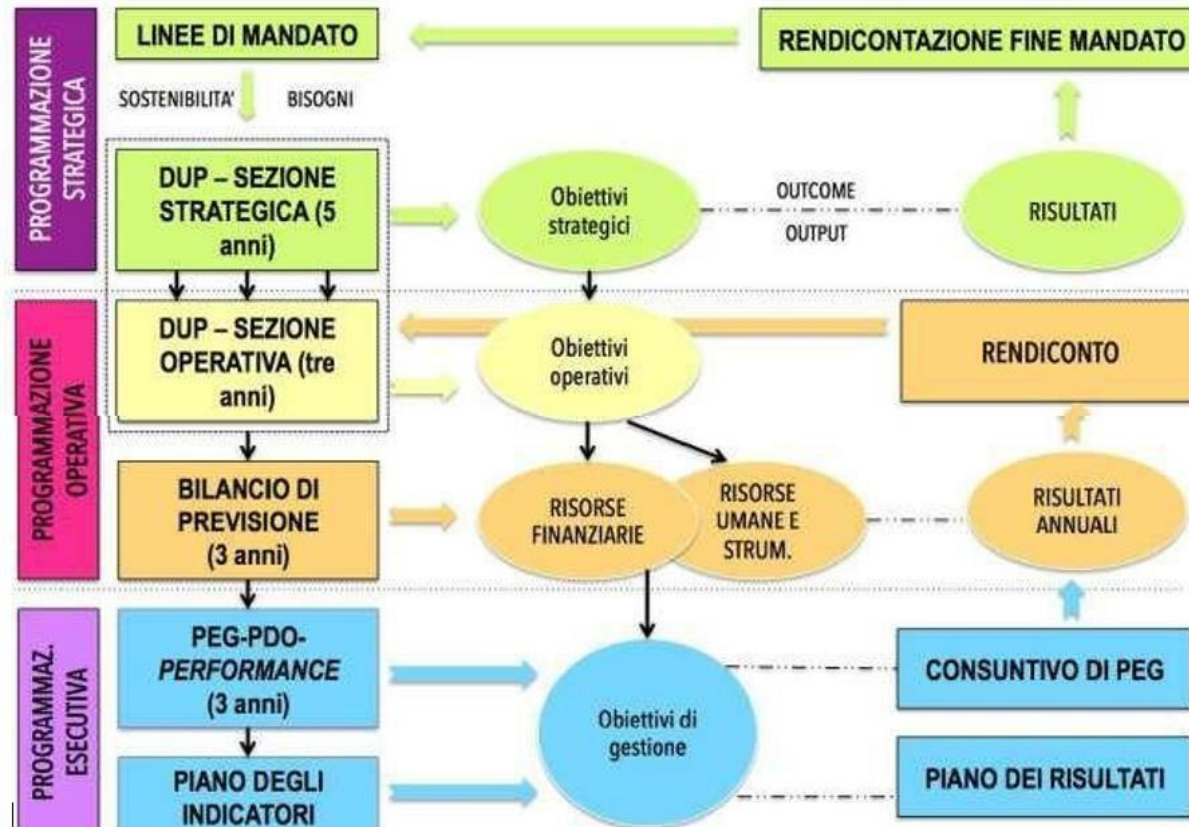 PROGRAMMAZIONE
STRATEGICA
LINEE DI MANDATO
RENDICONTAZIONE FINE MANDATO
SOSTENIBILITA'
BISOGNI
DUP – SEZIONE
STRATEGICA (5
anni)
Obiettivi
strategici
OUTCOME
OUTPUT
RISULTATI
PROGRAMMAZIONE
OPERATIVA
DUP – SEZIONE
OPERATIVA (tre
anni)
Obiettivi
operativi
RENDICONTO
BILANCIO DI
PREVISIONE
(3 anni)
RISORSE
FINANZIARIE
RISORSE
UMANE E
STRUM.
RISULTATI
ANNUALI
PROGRAMMAZ.
ESECUTIVA
PEG-PDO-
PERFORMANCE
(3 anni)
Obiettivi di
gestione
CONSUNTIVO DI PEG
PIANO DEGLI
INDICATORI
PIANO DEI RISULTATI